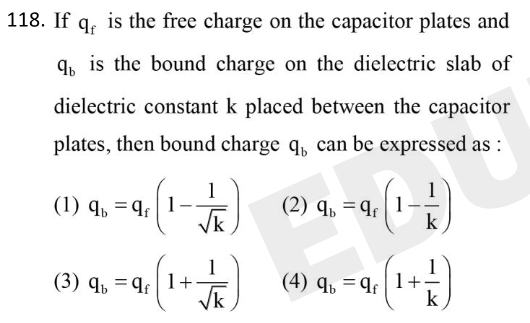 118. If q_f is the free charge on the capacitor plates and
q_b is the bound charge on the dielectric slab of
dielectric constant k placed between the capacitor
plates, then bound charge q_b can be expressed as :
(1) q_b = q_f (1 − 1/√k) (2) q_b = q_f (1 − 1/k)
(3) q_b = q_f (1 + 1/√k) (4) q_b = q_f (1 + 1/k)
EDU